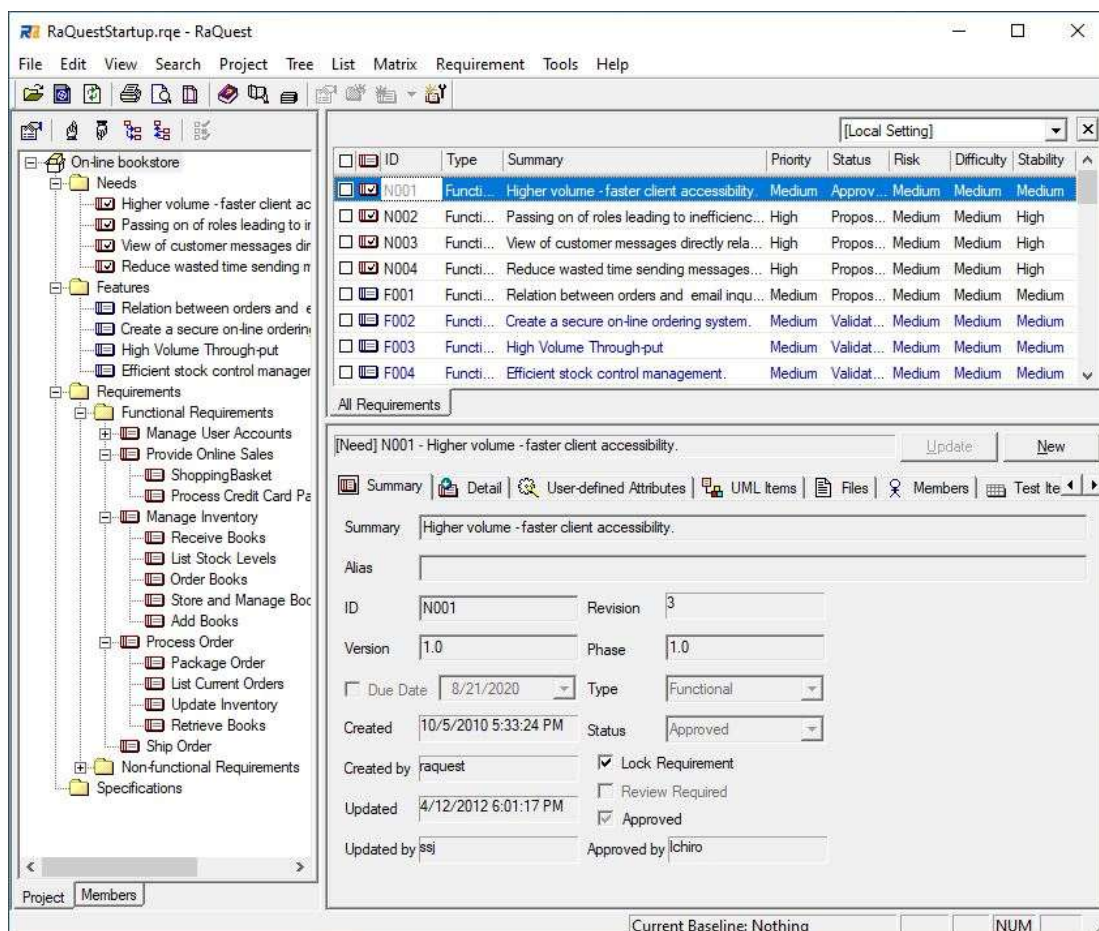 RaQuestStartup.rqe - RaQuest
File Edit View Search Project Tree List Matrix Requirement Tools Help
[Local Setting]
On-line bookstore
Needs
Higher volume - faster client ac
Passing on of roles leading to ir
View of customer messages dir
Reduce wasted time sending m
Features
Relation between orders and e
Create a secure on-line ordering
High Volume Through-put
Efficient stock control manager
Requirements
Functional Requirements
Manage User Accounts
Provide Online Sales
ShoppingBasket
Process Credit Card Pa
Manage Inventory
Receive Books
List Stock Levels
Order Books
Store and Manage Boo
Add Books
Process Order
Package Order
List Current Orders
Update Inventory
Retrieve Books
Ship Order
Non-functional Requirements
Specifications
Project Members
ID Type Summary Priority Status Risk Difficulty Stability
N001 Functi... Higher volume - faster client accessibility. Medium Approv... Medium Medium Medium
N002 Functi... Passing on of roles leading to inefficienc... High Propos... Medium Medium High
N003 Functi... View of customer messages directly rela... High Propos... Medium Medium High
N004 Functi... Reduce wasted time sending messages... High Propos... Medium Medium High
F001 Functi... Relation between orders and email inqu... Medium Propos... Medium Medium Medium
F002 Functi... Create a secure on-line ordering system. Medium Validat... Medium Medium Medium
F003 Functi... High Volume Through-put Medium Validat... Medium Medium Medium
F004 Functi... Efficient stock control management. Medium Validat... Medium Medium Medium
All Requirements
[Need] N001 - Higher volume - faster client accessibility. Update New
Summary Detail User-defined Attributes UML Items Files Members Test Ite
Summary Higher volume - faster client accessibility.
Alias
ID N001 Revision 3
Version 1.0 Phase 1.0
Due Date 8/21/2020 Type Functional
Created 10/5/2010 5:33:24 PM Status Approved
Created by raquest Lock Requirement
Review Required
Updated 4/12/2012 6:01:17 PM Approved
Updated by ssj Approved by Ichiro
Current Baseline: Nothing NUM